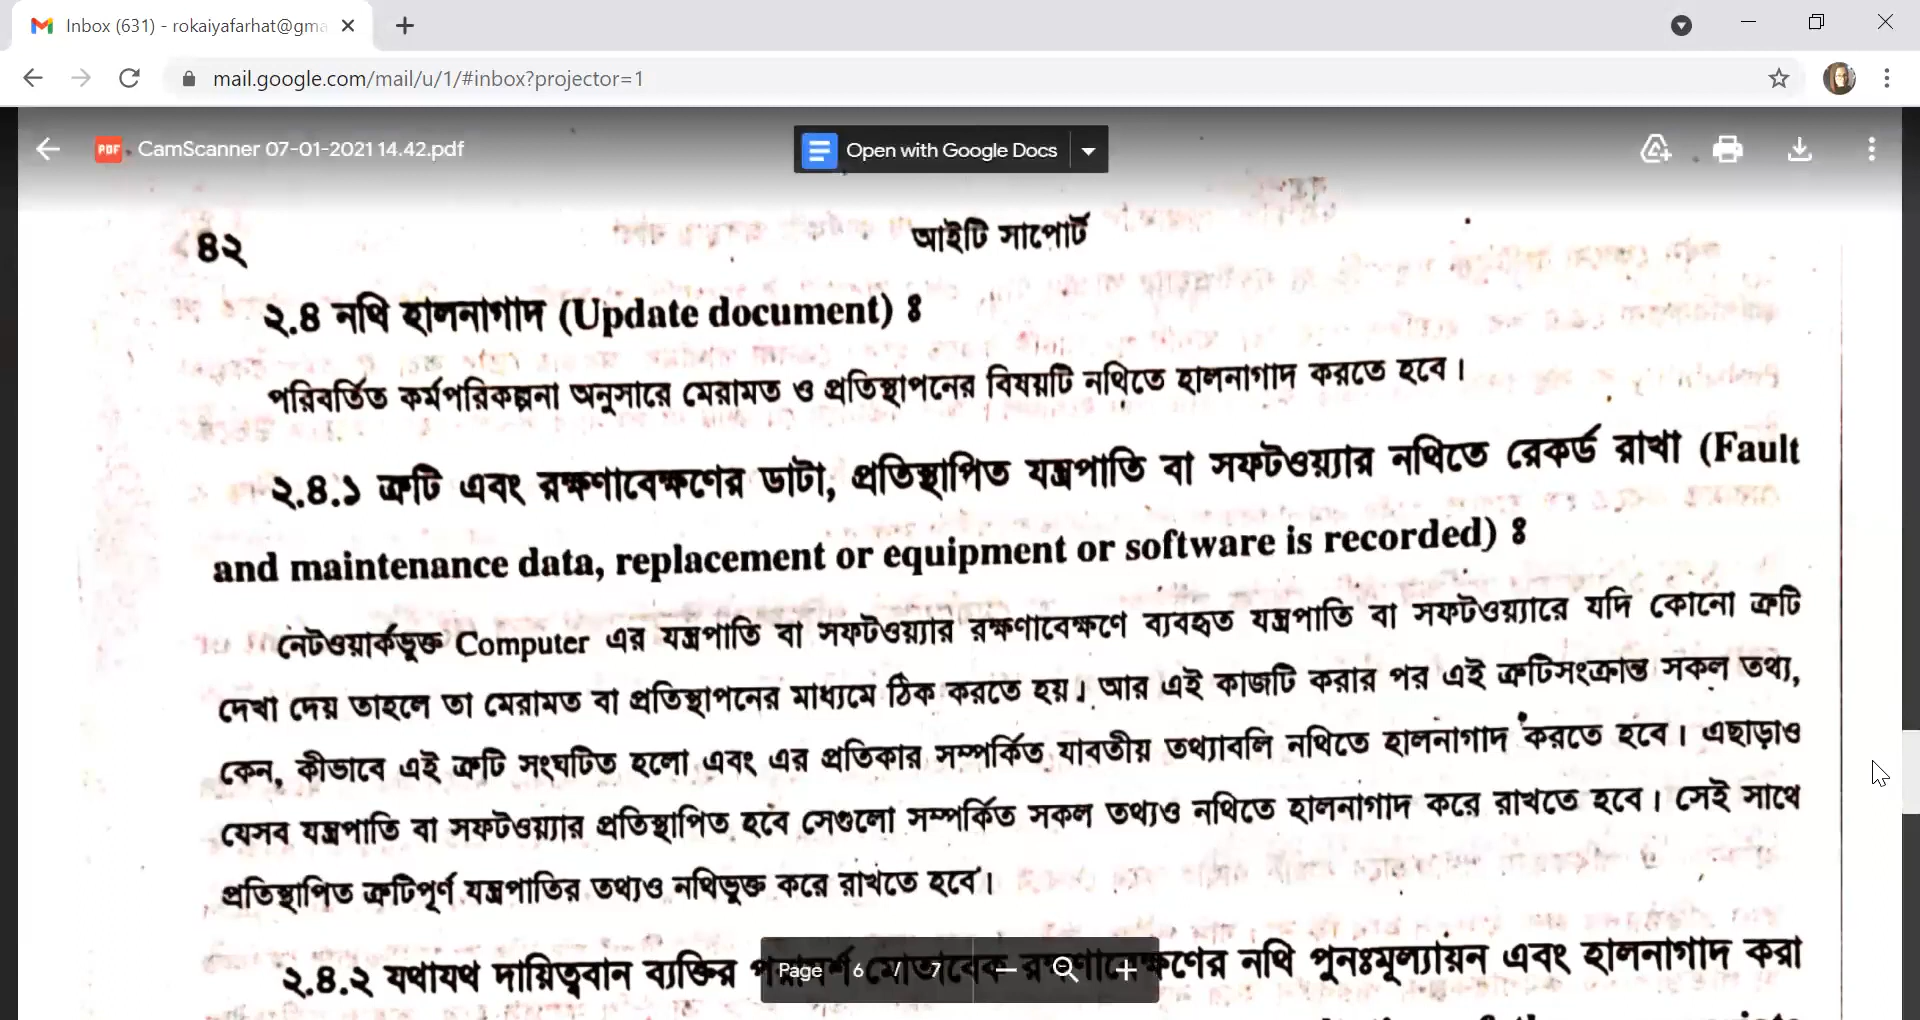 Inbox (631) - rokaiyafarhat@gma
mail.google.com/mail/u/1/#inbox?projector=1
PDF CamScanner 07-01-2021 14.42.pdf
Open with Google Docs
৪২
আইটি সাপোর্ট
২.৪ নথি হালনাগাদ (Update document) ঃ
পরিবর্তিত কর্মপরিকল্পনা অনুসারে মেরামত ও প্রতিস্থাপনের বিষয়টি নথিতে হালনাগাদ করতে হবে।
২.৪.১ ত্রুটি এবং রক্ষণাবেক্ষণের ডাটা, প্রতিস্থাপিত যন্ত্রপাতি বা সফটওয়্যার নথিতে রেকর্ড রাখা (Fault
and maintenance data, replacement or equipment or software is recorded) ঃ
নেটওয়ার্কভুক্ত Computer এর যন্ত্রপাতি বা সফটওয়্যার রক্ষণাবেক্ষণে ব্যবহৃত যন্ত্রপাতি বা সফটওয়্যারে যদি কোনো ত্রুটি
দেখা দেয় তাহলে তা মেরামত বা প্রতিস্থাপনের মাধ্যমে ঠিক করতে হয়। আর এই কাজটি করার পর এই ত্রুটিসংক্রান্ত সকল তথ্য,
কেন, কীভাবে এই ত্রুটি সংঘটিত হলো এবং এর প্রতিকার সম্পর্কিত যাবতীয় তথ্যাবলি নথিতে হালনাগাদ করতে হবে। এছাড়াও
যেসব যন্ত্রপাতি বা সফটওয়্যার প্রতিস্থাপিত হবে সেগুলো সম্পর্কিত সকল তথ্যও নথিতে হালনাগাদ করে রাখতে হবে। সেই সাথে
প্রতিস্থাপিত ত্রুটিপূর্ণ যন্ত্রপাতির তথ্যও নথিভুক্ত করে রাখতে হবে।
২.৪.২ যথাযথ দায়িত্ববান ব্যক্তির পরামর্শ মোতাবেক রক্ষণাবেক্ষণের নথি পুনঃমূল্যায়ন এবং হালনাগাদ করা
Page 6 / 7